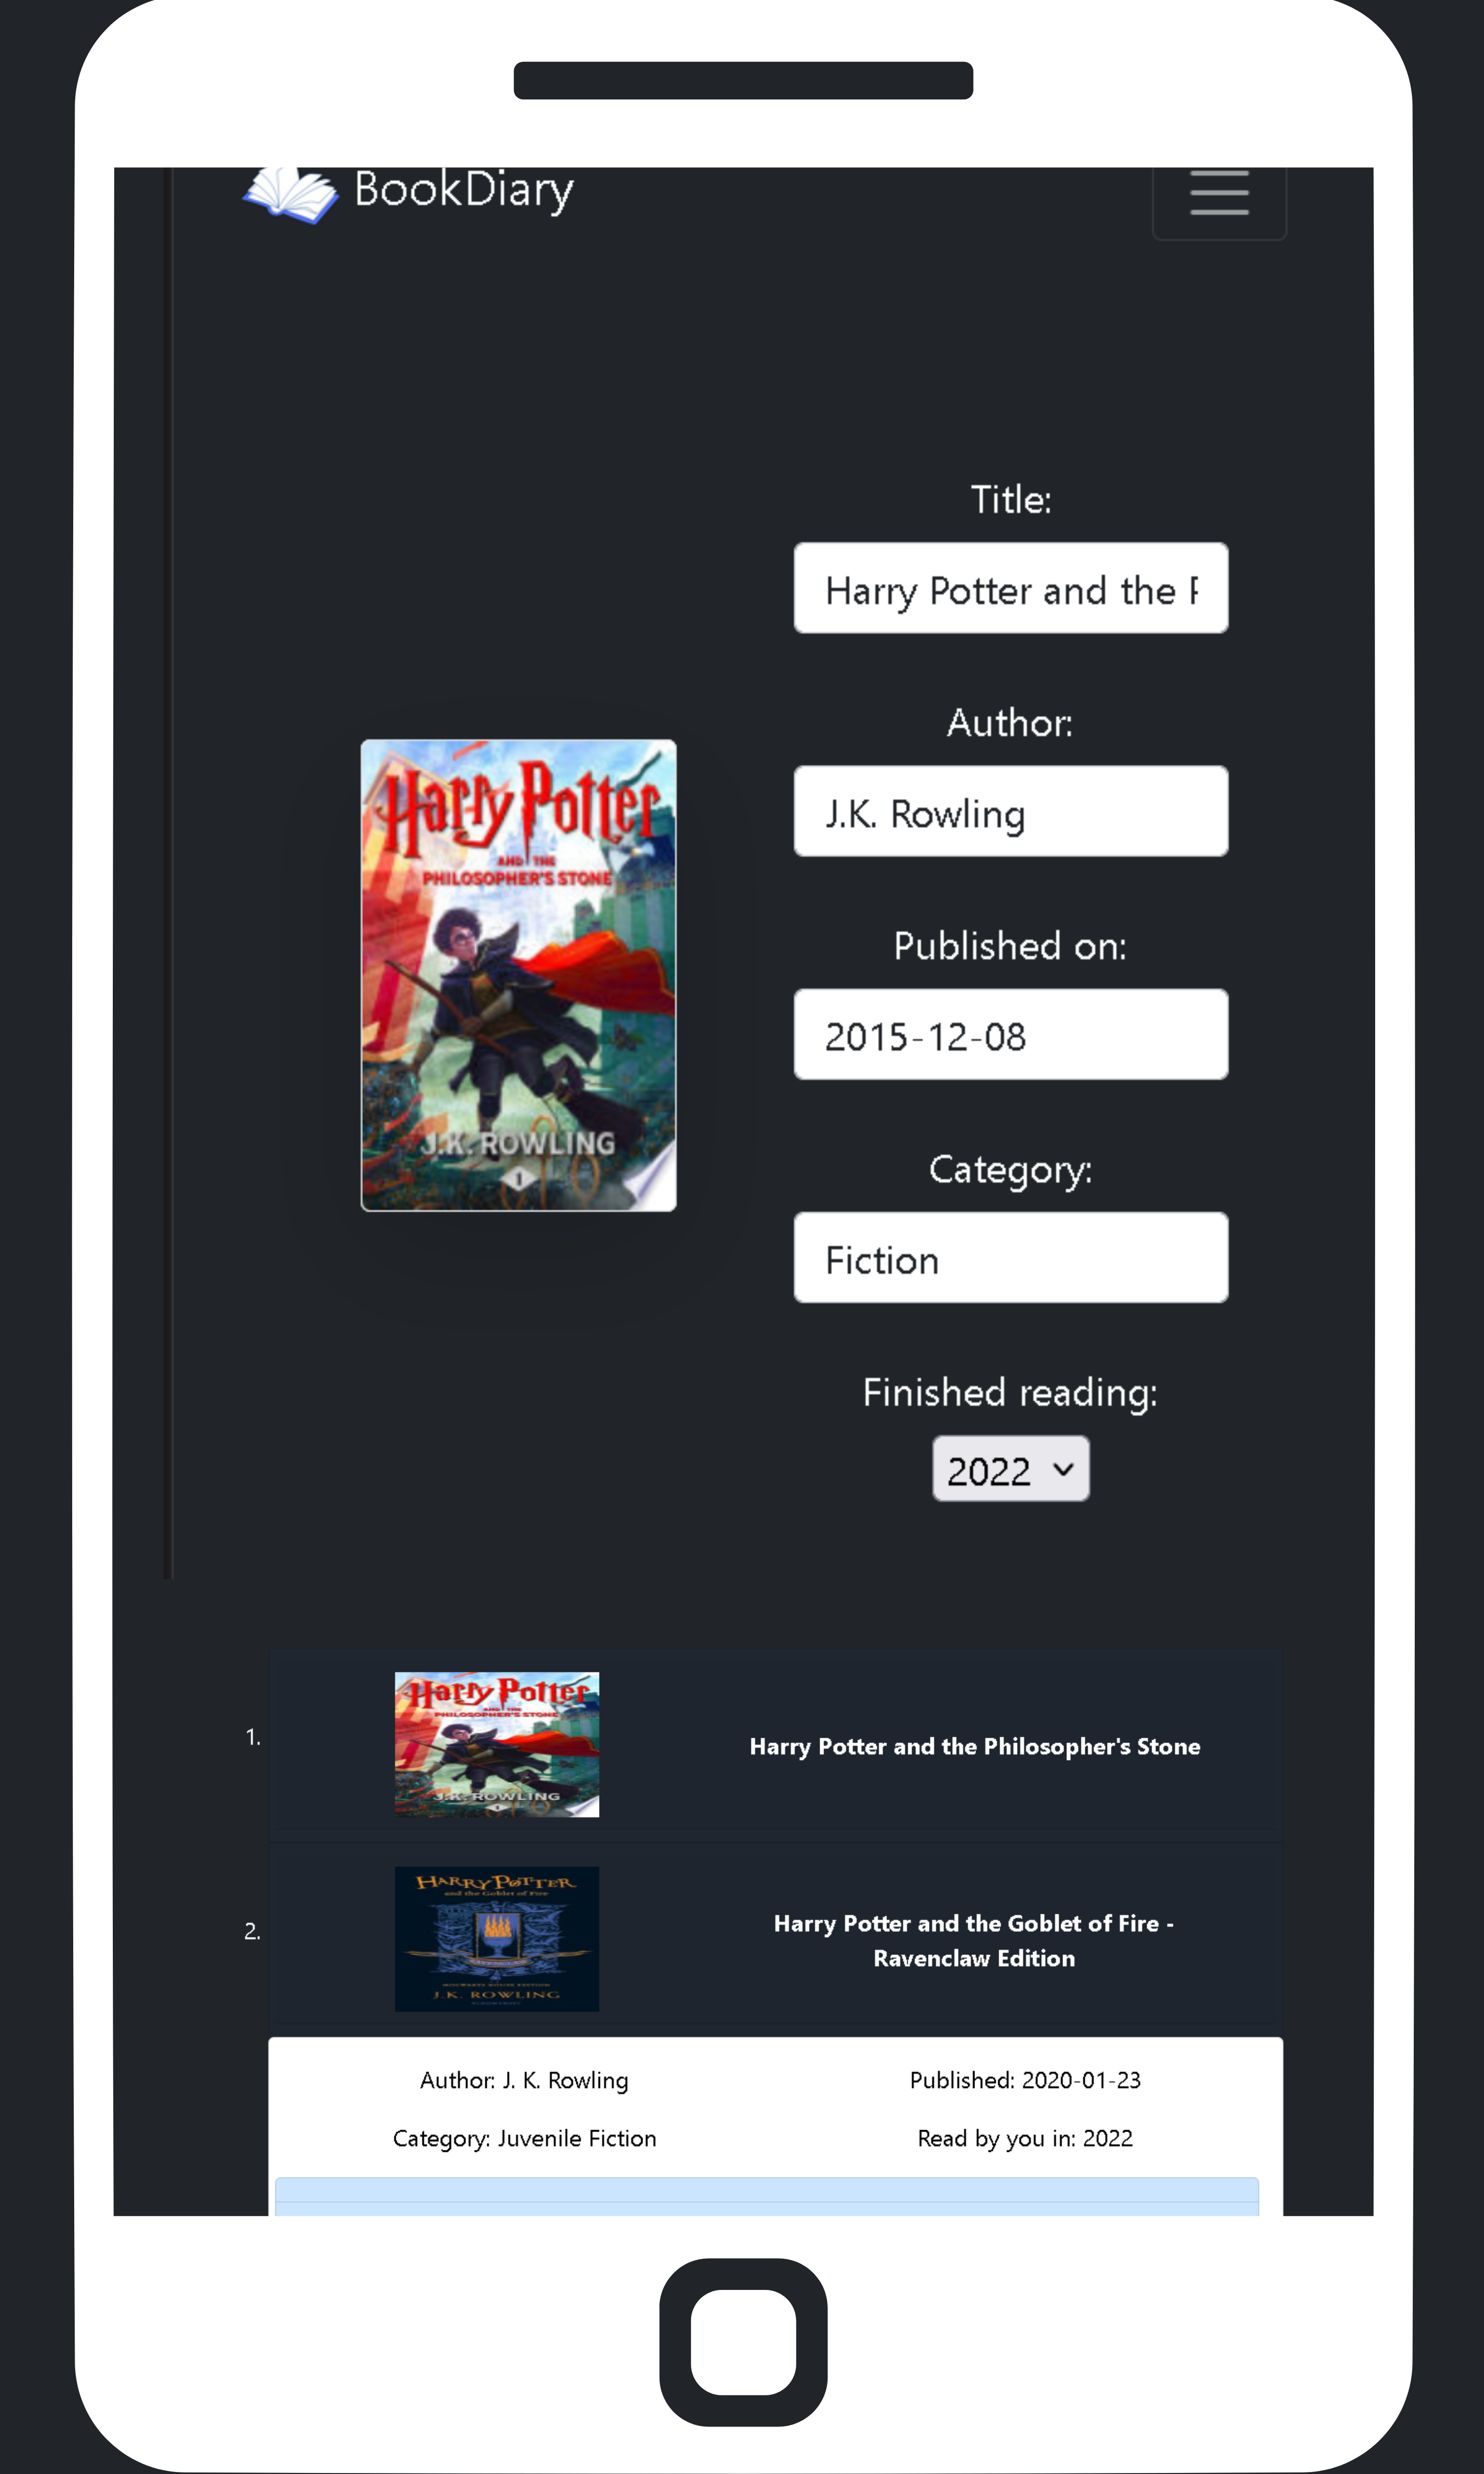 BookDiary
Title:
Harry Potter and the P
Author:
J.K. Rowling
Published on:
2015-12-08
Category:
Fiction
Finished reading:
2022
Harry Potter
AND THE
PHILOSOPHER'S STONE
J.K. ROWLING
1
1.
Harry Potter
AND THE
PHILOSOPHER'S STONE
J.K. ROWLING
1
Harry Potter and the Philosopher's Stone
2.
HARRY POTTER
and the Goblet of Fire
J.K. ROWLING
Harry Potter and the Goblet of Fire -
Ravenclaw Edition
Author: J. K. Rowling
Published: 2020-01-23
Category: Juvenile Fiction
Read by you in: 2022